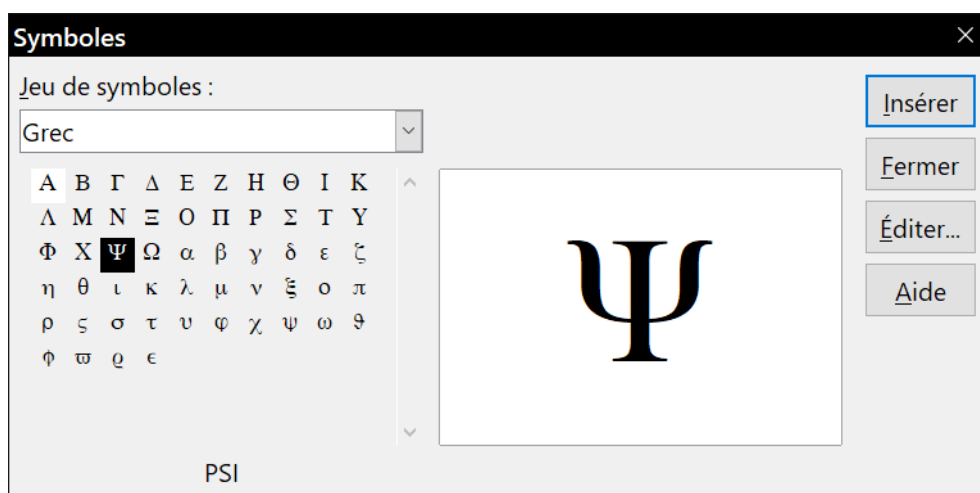 Symboles
Jeu de symboles :
Grec
Α Β Γ Δ Ε Ζ Η Θ Ι Κ
Λ Μ Ν Ξ Ο Π Ρ Σ Τ Υ
Φ Χ Ψ Ω α β γ δ ε ζ
η θ ι κ λ μ ν ξ ο π
ρ ς σ τ υ φ χ ψ ω ϑ
ϕ ϖ ϱ ϵ
PSI
Ψ
Insérer
Fermer
Éditer...
Aide